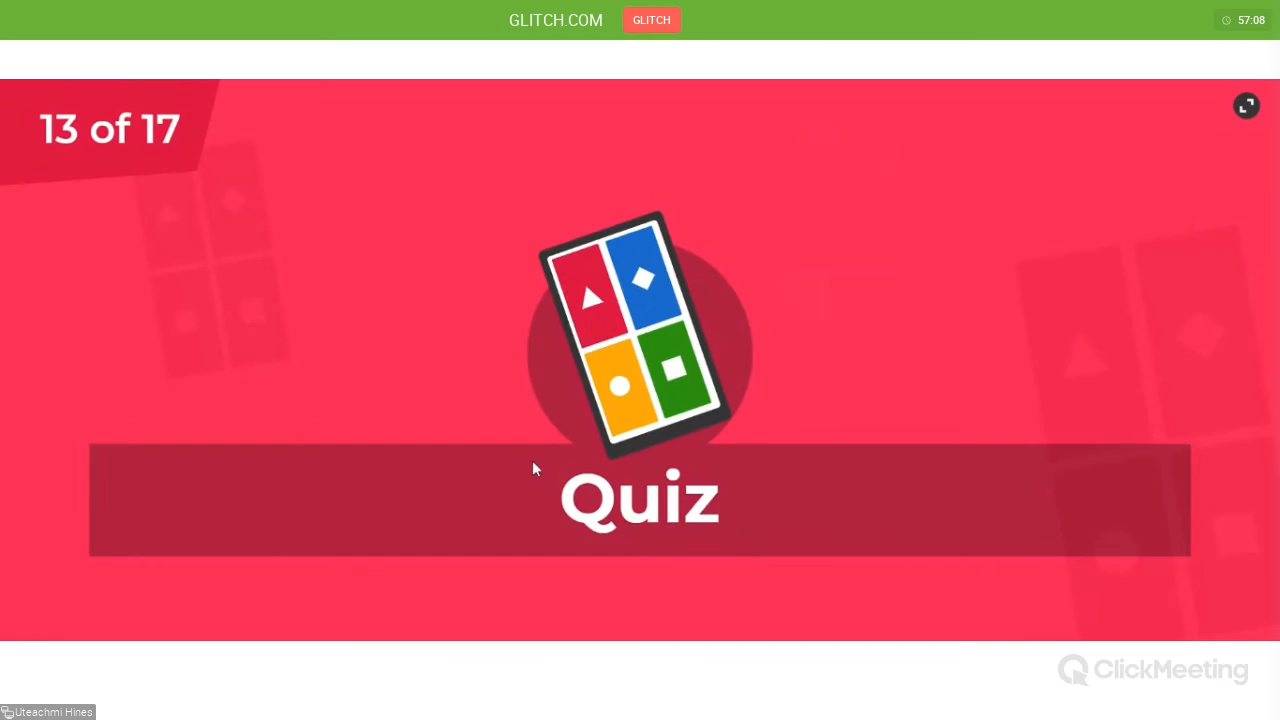 GLITCH.COM
GLITCH
57:08
13 of 17
Quiz
ClickMeeting
Uteachmi Hines